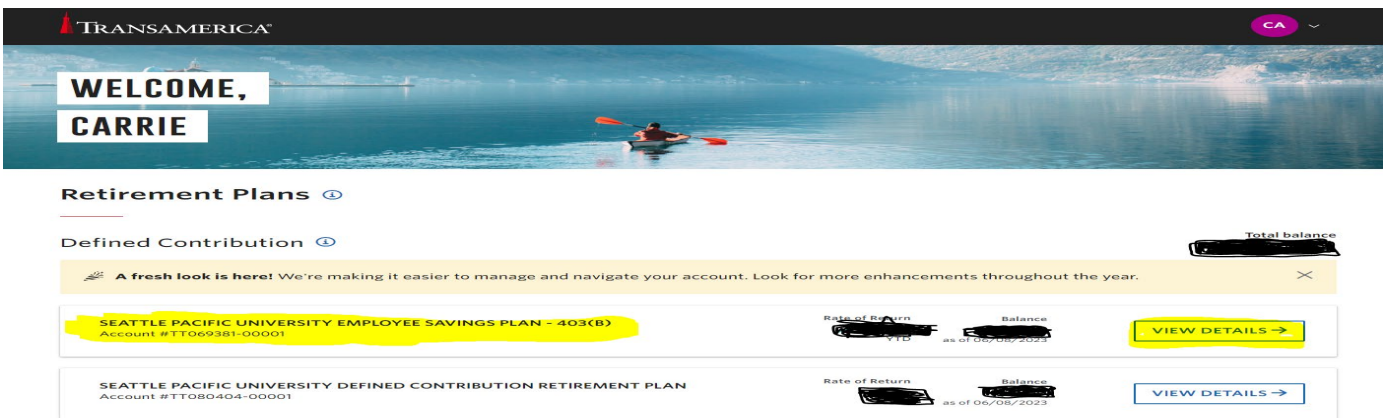 TRANSAMERICA®
CA
WELCOME,
CARRIE
Retirement Plans
Defined Contribution
Total balance
A fresh look is here! We're making it easier to manage and navigate your account. Look for more enhancements throughout the year.
SEATTLE PACIFIC UNIVERSITY EMPLOYEE SAVINGS PLAN - 403(B)
Account #TT069381-00001
Rate of Return
YTD
Balance
as of 06/08/2023
VIEW DETAILS →
SEATTLE PACIFIC UNIVERSITY DEFINED CONTRIBUTION RETIREMENT PLAN
Account #TT080404-00001
Rate of Return
Balance
as of 06/08/2023
VIEW DETAILS →